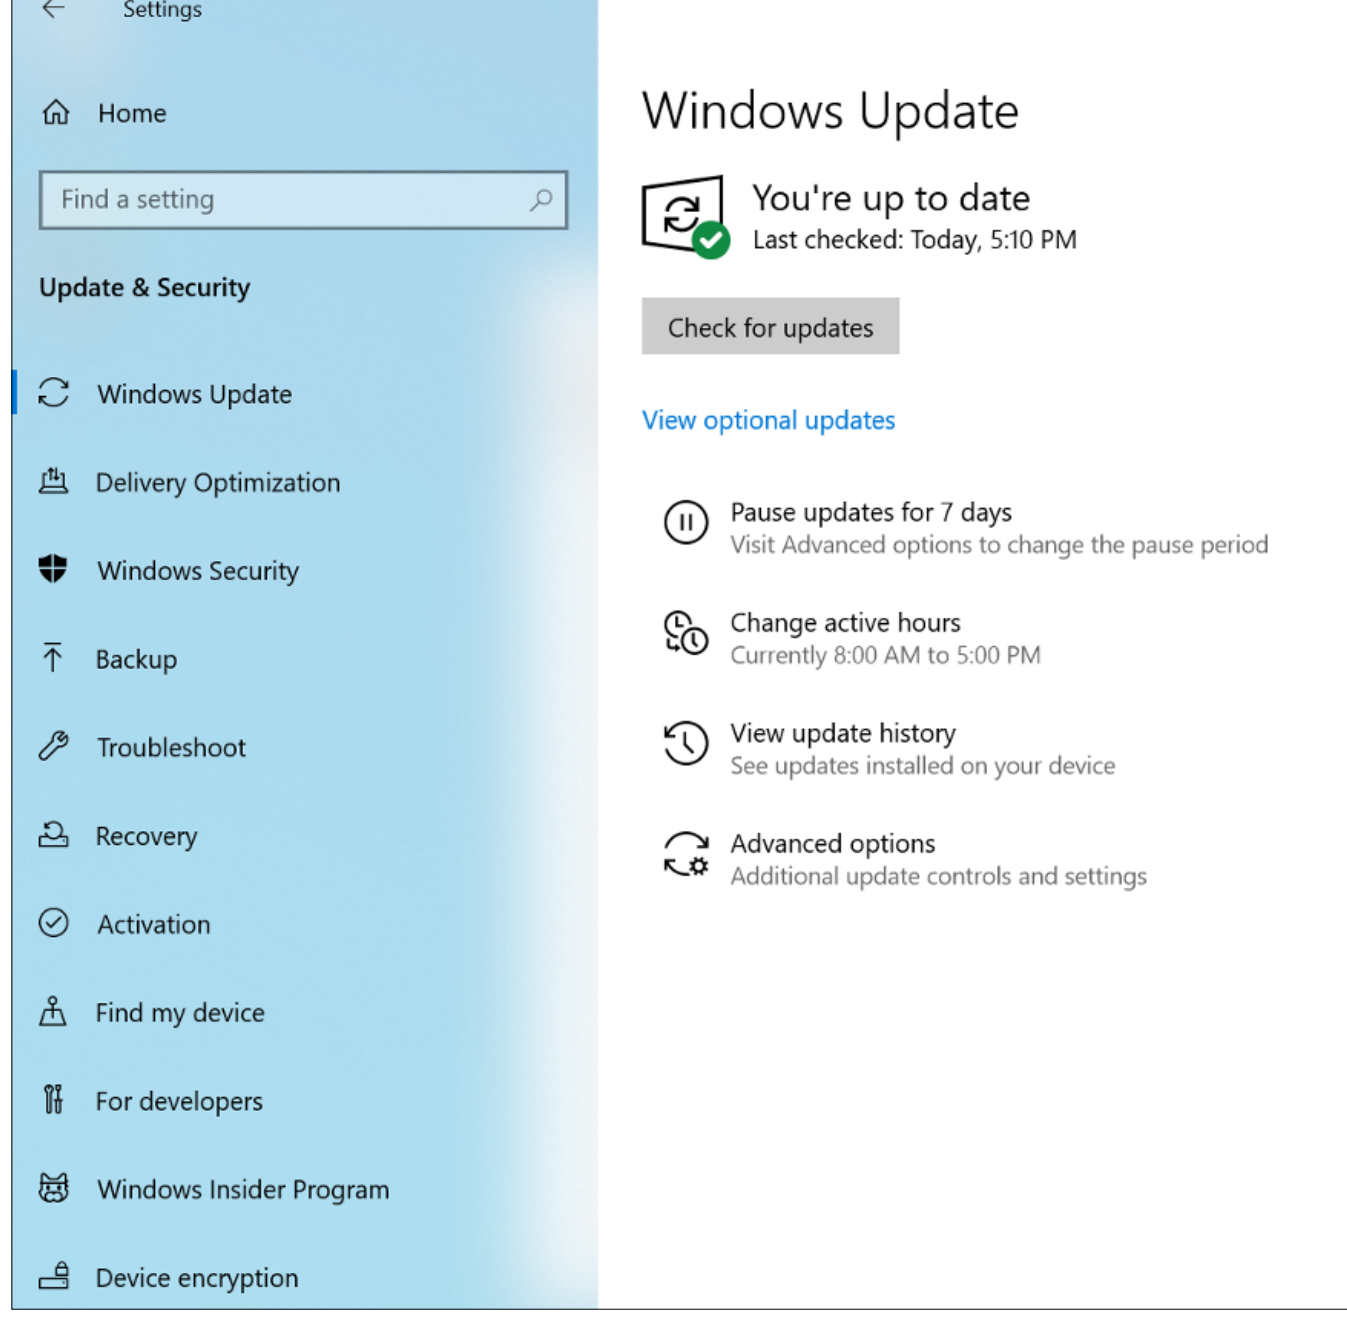 Settings
Home
Find a setting
Update & Security
Windows Update
Delivery Optimization
Windows Security
Backup
Troubleshoot
Recovery
Activation
Find my device
For developers
Windows Insider Program
Device encryption
Windows Update
You're up to date
Last checked: Today, 5:10 PM
Check for updates
View optional updates
Pause updates for 7 days
Visit Advanced options to change the pause period
Change active hours
Currently 8:00 AM to 5:00 PM
View update history
See updates installed on your device
Advanced options
Additional update controls and settings